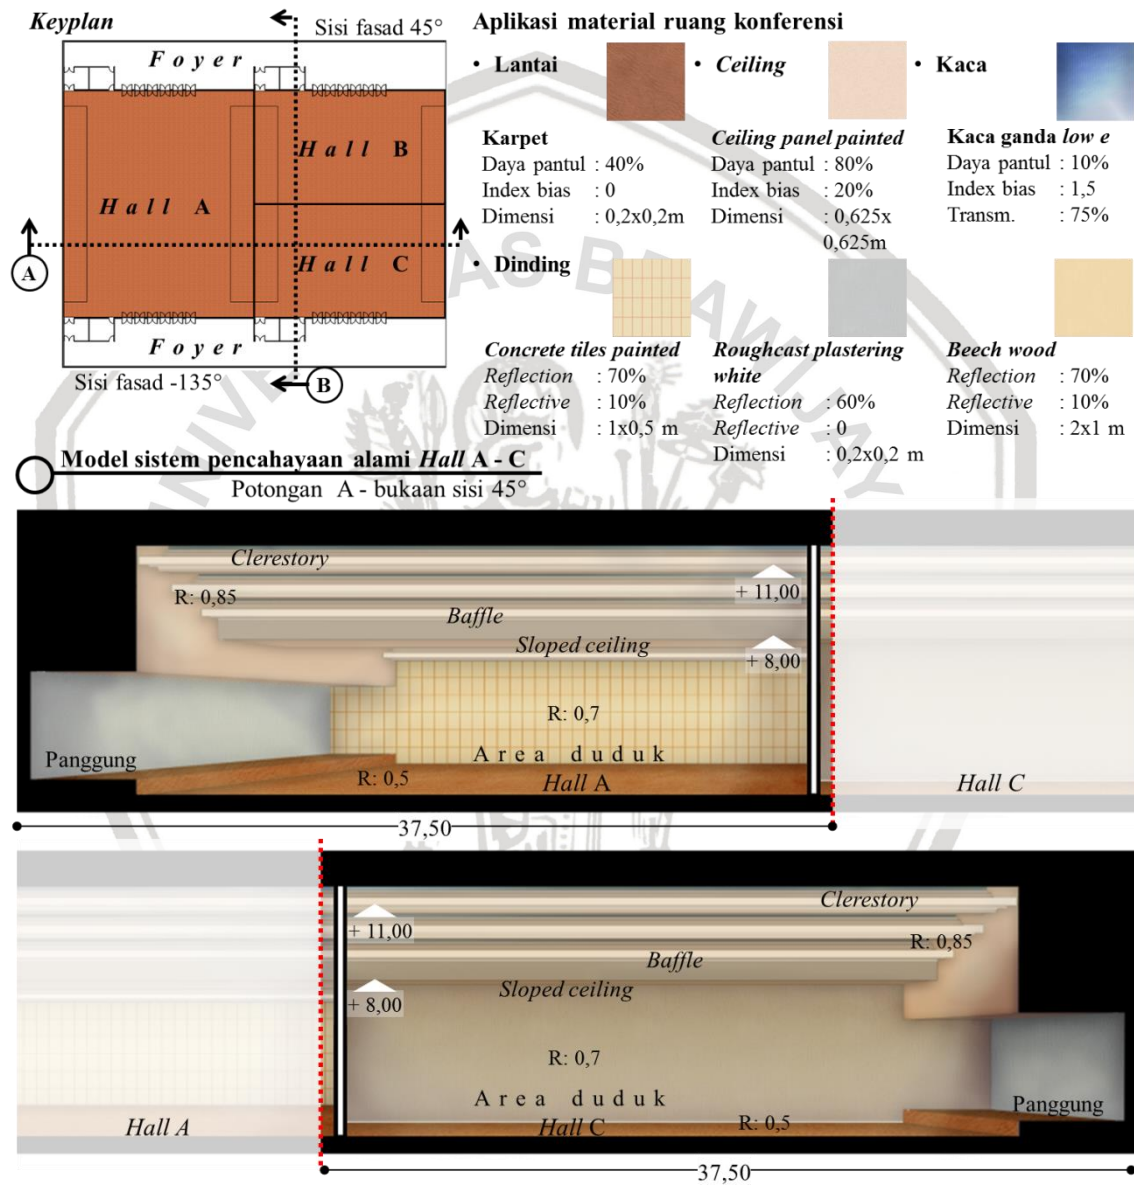 Keyplan
Sisi fasad 45°
Foyer
Hall B
Hall A
Hall C
A
Foyer
Sisi fasad -135°
B
Aplikasi material ruang konferensi
• Lantai
• Ceiling
• Kaca
Karpet
Daya pantul : 40%
Index bias : 0
Dimensi : 0,2x0,2m
Ceiling panel painted
Daya pantul : 80%
Index bias : 20%
Dimensi : 0,625x
0,625m
Kaca ganda low e
Daya pantul : 10%
Index bias : 1,5
Transm. : 75%
• Dinding
Concrete tiles painted
Reflection : 70%
Reflective : 10%
Dimensi : 1x0,5 m
Roughcast plastering
white
Reflection : 60%
Reflective : 0
Dimensi : 0,2x0,2 m
Beech wood
Reflection : 70%
Reflective : 10%
Dimensi : 2x1 m
Model sistem pencahayaan alami Hall A - C
Potongan A - bukaan sisi 45°
Clerestory
R: 0,85
+ 11,00
Baffle
Sloped ceiling
+ 8,00
R: 0,7
Panggung
Area duduk
R: 0,5
Hall A
Hall C
37,50
Clerestory
+ 11,00
R: 0,85
Baffle
Sloped ceiling
+ 8,00
R: 0,7
Area duduk
Panggung
Hall A
Hall C
R: 0,5
37,50